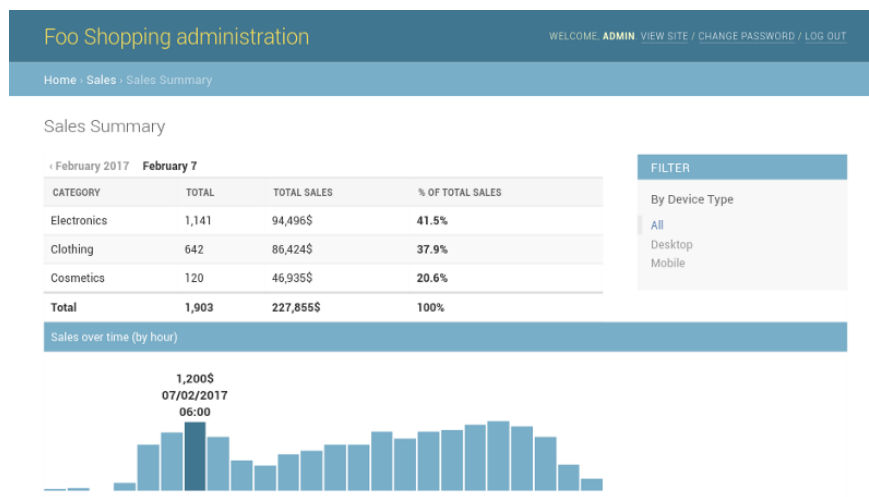 Foo Shopping administration
WELCOME, ADMIN. VIEW SITE / CHANGE PASSWORD / LOG OUT
Home › Sales › Sales Summary
Sales Summary
‹ February 2017 February 7
CATEGORY TOTAL TOTAL SALES % OF TOTAL SALES
Electronics 1,141 94,496$ 41.5%
Clothing 642 86,424$ 37.9%
Cosmetics 120 46,935$ 20.6%
Total 1,903 227,855$ 100%
FILTER
By Device Type
All
Desktop
Mobile
Sales over time (by hour)
1,200$
07/02/2017
06:00